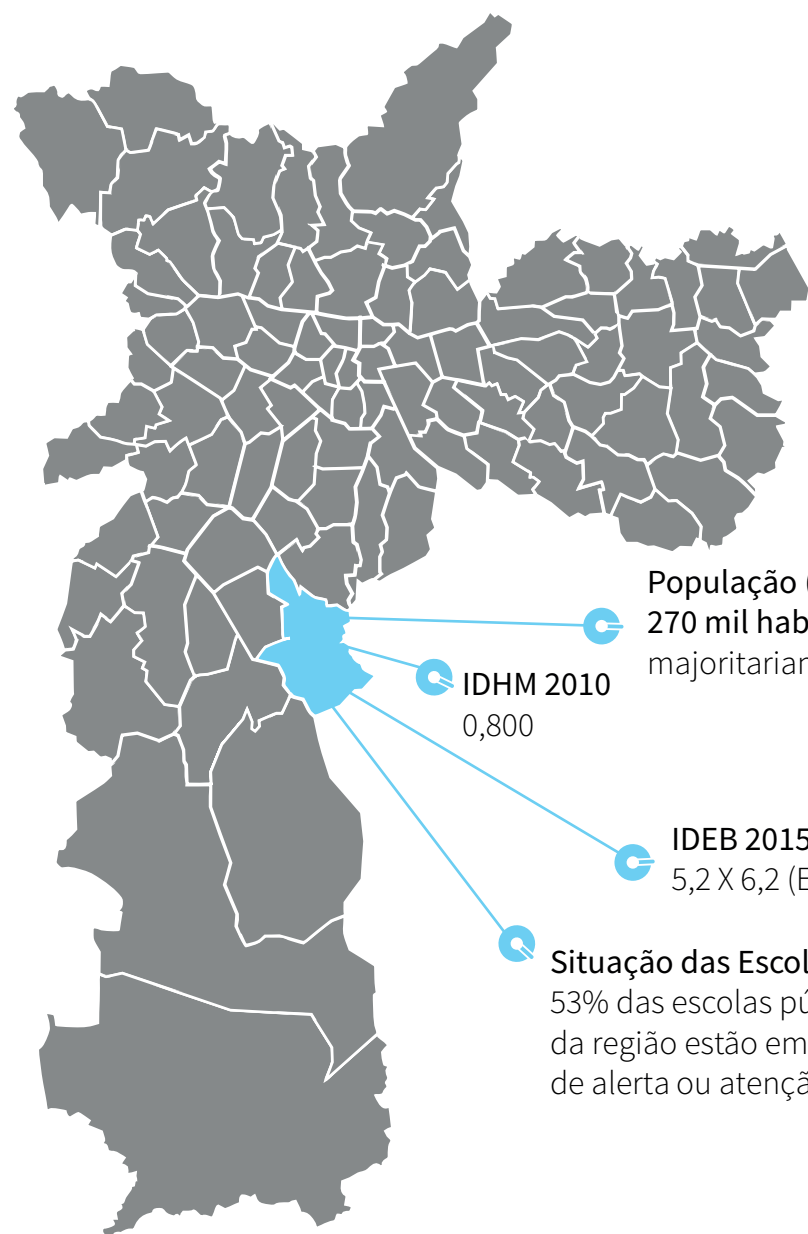 População (
270 mil hab
majoritarian
IDHM 2010
0,800
IDEB 2015
5,2 X 6,2 (E
Situação das Escol
53% das escolas pú
da região estão em
de alerta ou atençã